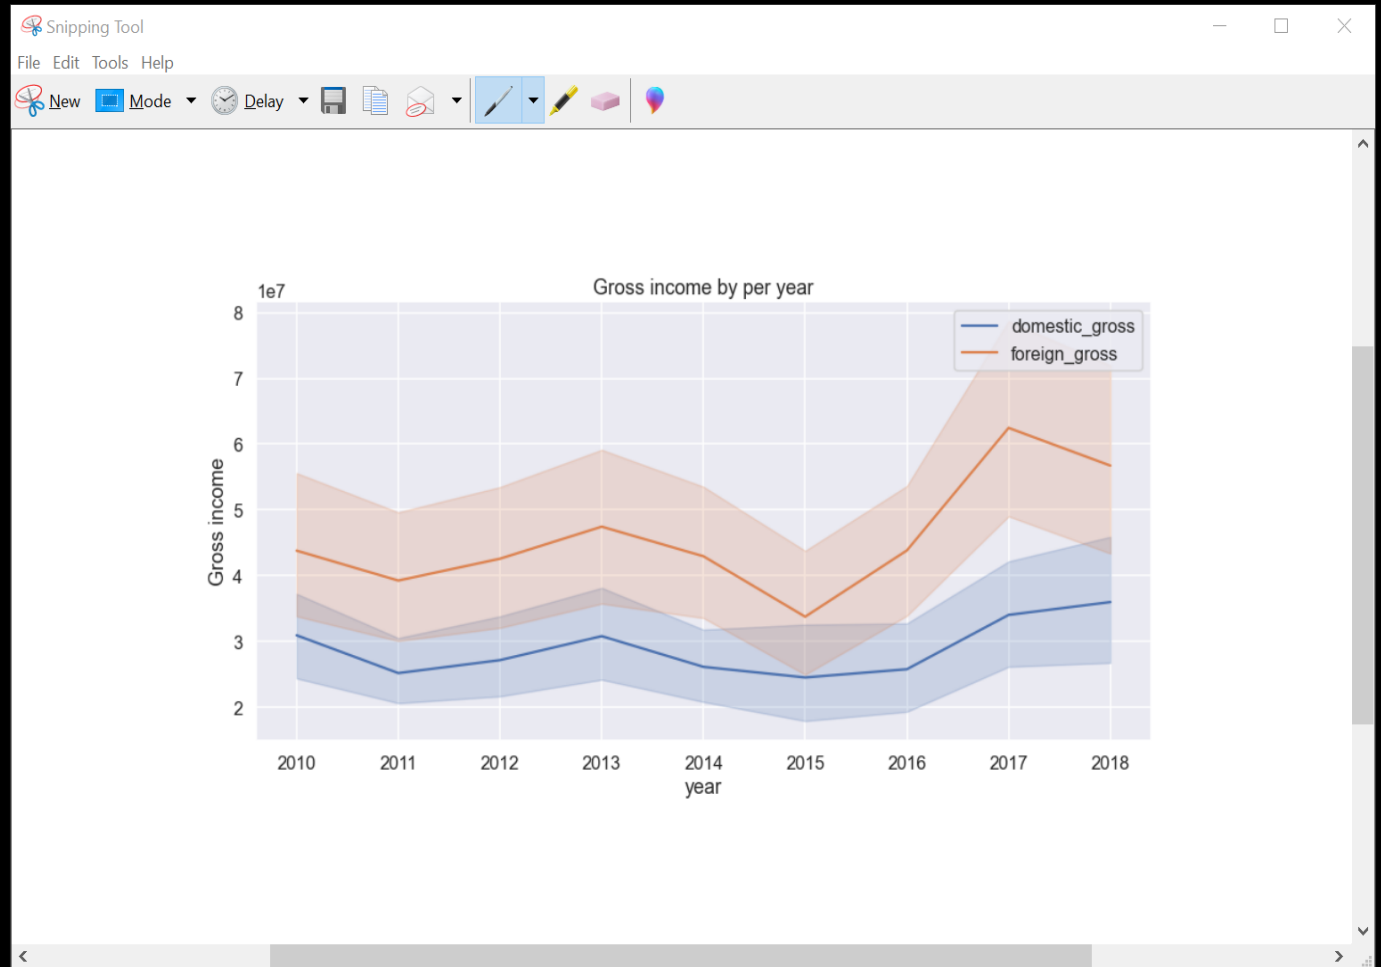 Snipping Tool
File Edit Tools Help
New Mode Delay
Gross income by per year
1e7
domestic_gross
foreign_gross
8
7
6
5
4
3
2
Gross income
2010 2011 2012 2013 2014 2015 2016 2017 2018
year